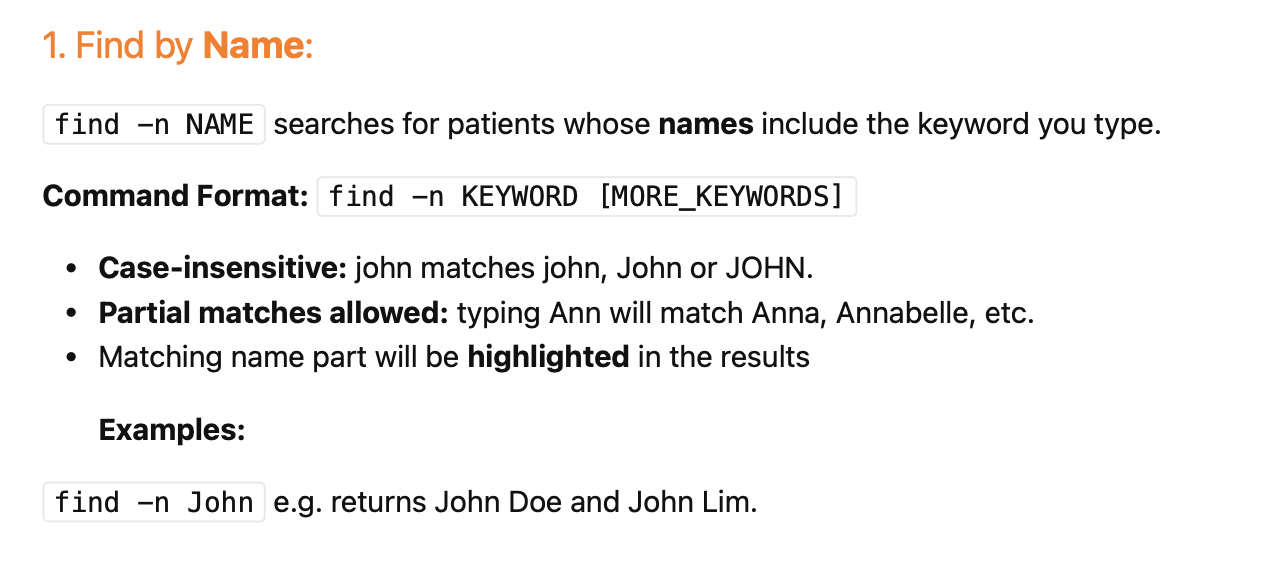 1. Find by Name:
find -n NAME searches for patients whose names include the keyword you type.
Command Format: find -n KEYWORD [MORE_KEYWORDS]
• Case-insensitive: john matches john, John or JOHN.
• Partial matches allowed: typing Ann will match Anna, Annabelle, etc.
• Matching name part will be highlighted in the results
Examples:
find -n John e.g. returns John Doe and John Lim.